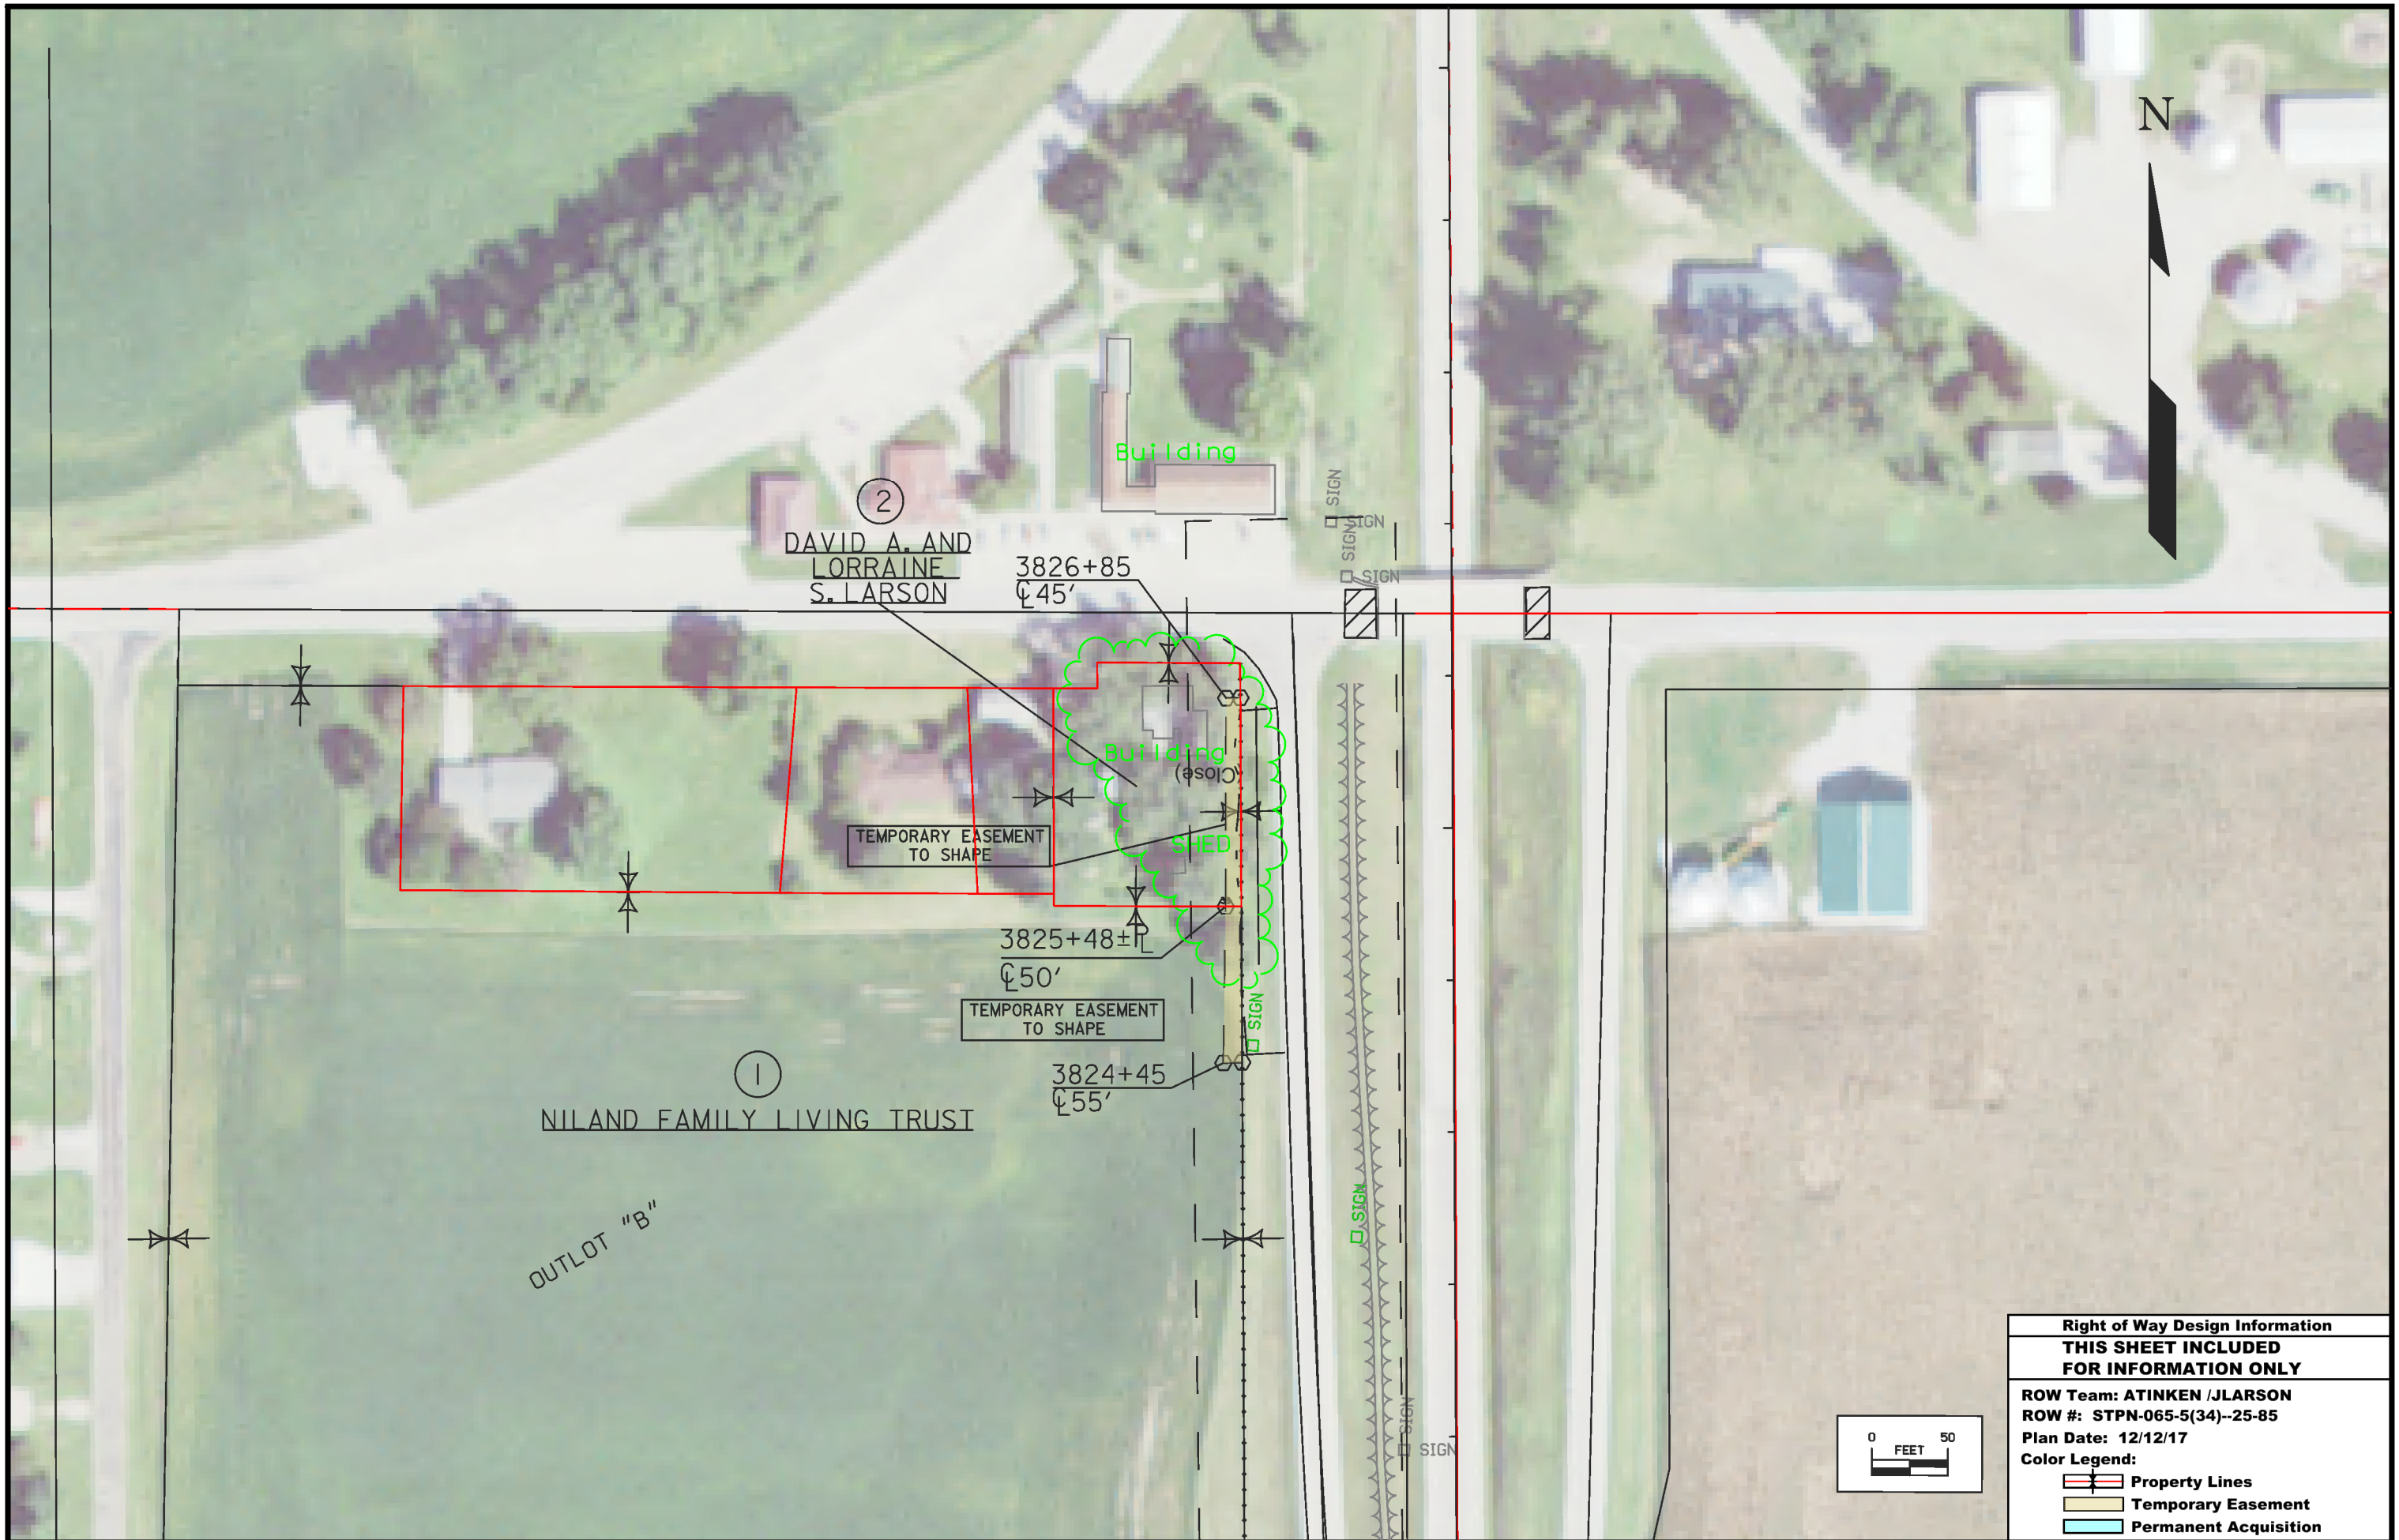 N
Building
SIGN
SIGN
SIGN
SIGN
2
DAVID A. AND
LORRAINE
S. LARSON
3826+85
℄45'
Building
(Close)
TEMPORARY EASEMENT
TO SHAPE
SHED
3825+48±PL
℄50'
TEMPORARY EASEMENT
TO SHAPE
SIGN
3824+45
℄55'
1
NILAND FAMILY LIVING TRUST
OUTLOT "B"
SIGN
SIGN
SIGN
0 50
FEET
Right of Way Design Information
THIS SHEET INCLUDED
FOR INFORMATION ONLY
ROW Team: ATINKEN /JLARSON
ROW #: STPN-065-5(34)--25-85
Plan Date: 12/12/17
Color Legend:
Property Lines
Temporary Easement
Permanent Acquisition